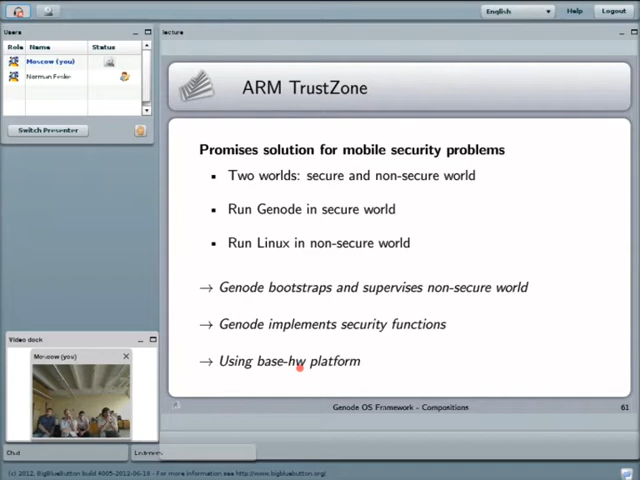 English
Help
Logout
Users
lecture
Role Name Status
Moscow (you)
Norman Feske
Switch Presenter
ARM TrustZone
Promises solution for mobile security problems
Two worlds: secure and non-secure world
Run Genode in secure world
Run Linux in non-secure world
→ Genode bootstraps and supervises non-secure world
→ Genode implements security functions
→ Using base-hw platform
Genode OS Framework - Compositions 61
Video dock
Moscow (you)
Chat
Listeners
(c) 2012, BigBlueButton build 4005-2012-06-18 - For more information see http://www.bigbluebutton.org/